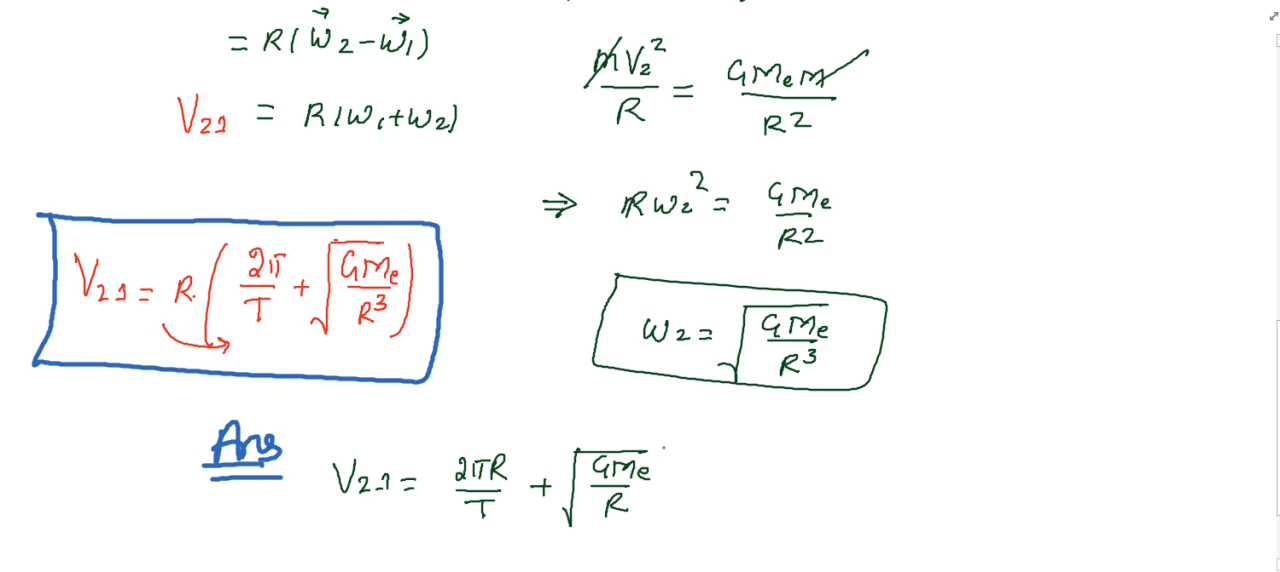 = R(w⃗2-w⃗1)
V21 = R(w1+w2)
V21 = R.(2π/T + √(GMe/R³))
Ans
mV2²/R = GMem/R2
⇒ Rw2² = GMe/R2
w2 = √(GMe/R³)
V21 = 2πR/T + √(GMe/R)